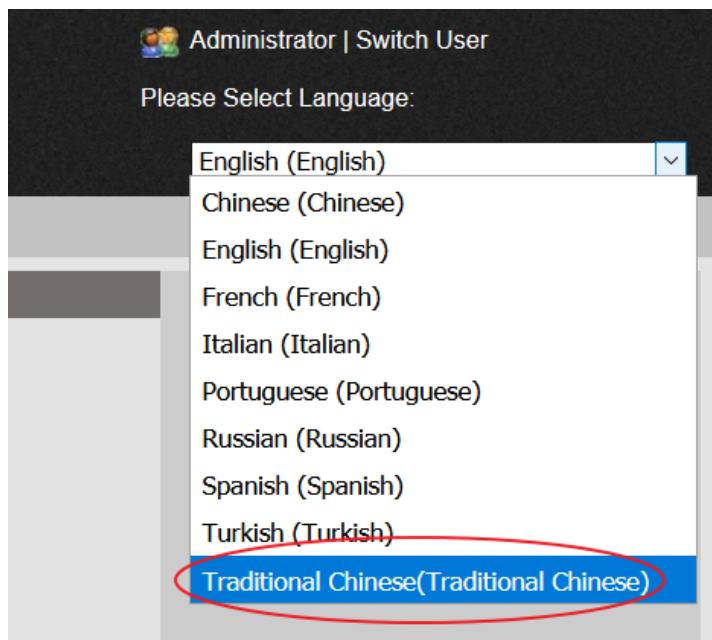 Administrator | Switch User
Please Select Language:
English (English)
Chinese (Chinese)
English (English)
French (French)
Italian (Italian)
Portuguese (Portuguese)
Russian (Russian)
Spanish (Spanish)
Turkish (Turkish)
Traditional Chinese(Traditional Chinese)